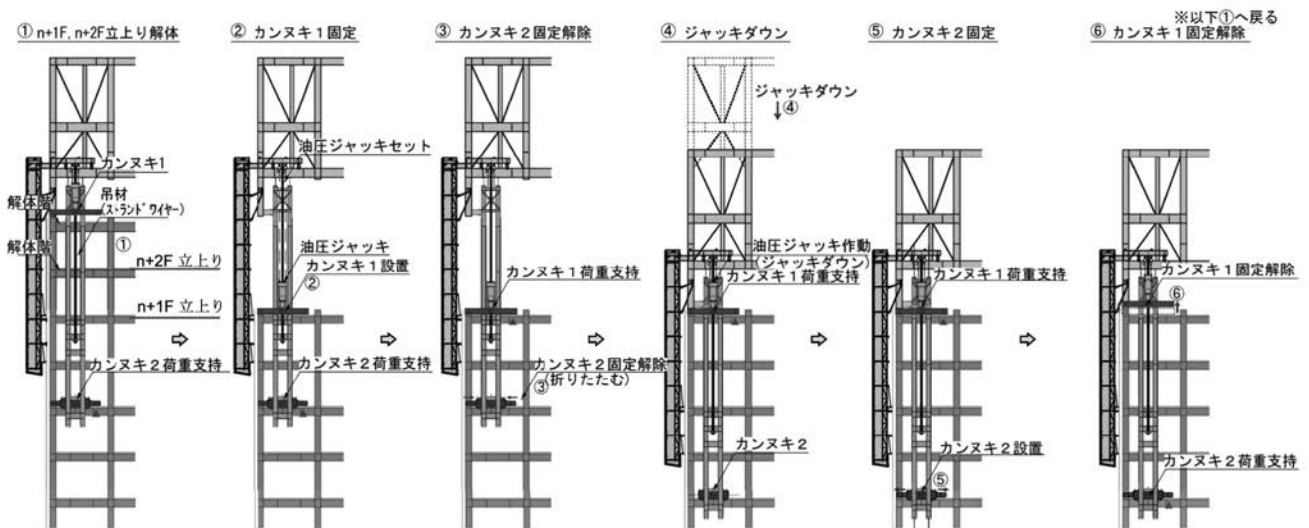 ※以下①へ戻る
① n+1F, n+2F立上り解体
② カンヌキ1固定
③ カンヌキ2固定解除
④ ジャッキダウン
⑤ カンヌキ2固定
⑥ カンヌキ1固定解除
カンヌキ1
吊材
(ストランドワイヤー)
解体階
解体階
①
n+2F 立上り
n+1F 立上り
カンヌキ2荷重支持
油圧ジャッキセット
油圧ジャッキ
カンヌキ1設置
②
カンヌキ2荷重支持
カンヌキ1荷重支持
カンヌキ2固定解除
③(折りたたむ)
ジャッキダウン
↓④
油圧ジャッキ作動
(ジャッキダウン)
カンヌキ1荷重支持
カンヌキ2
カンヌキ1荷重支持
カンヌキ2設置
⑤
カンヌキ1固定解除
⑥
カンヌキ2荷重支持